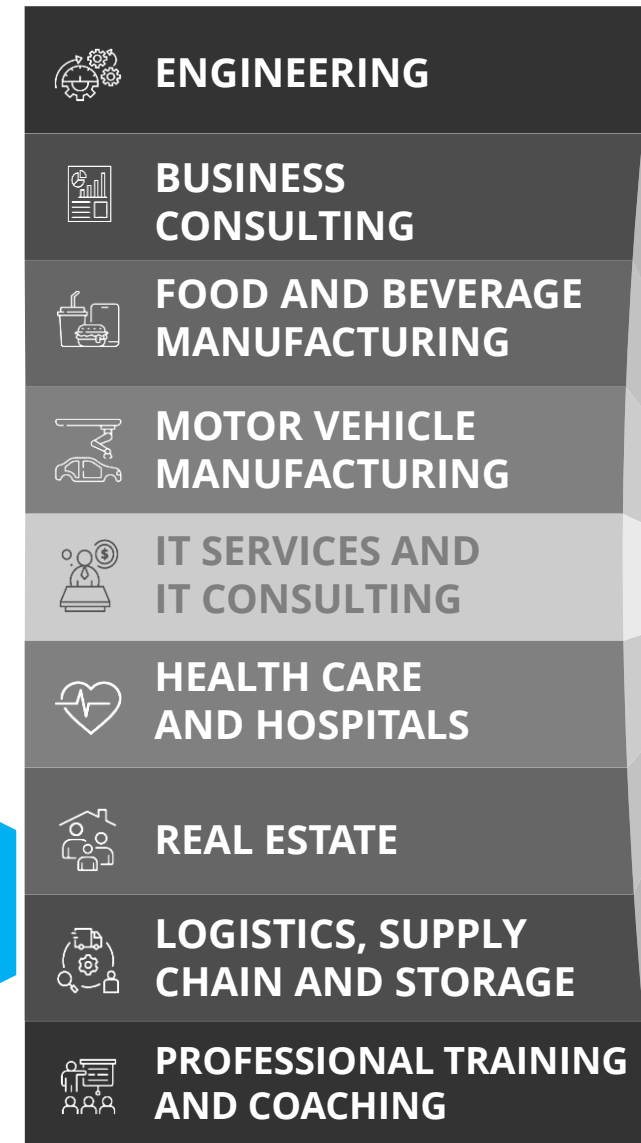 ENGINEERING
BUSINESS
CONSULTING
FOOD AND BEVERAGE
MANUFACTURING
MOTOR VEHICLE
MANUFACTURING
$
IT SERVICES AND
IT CONSULTING
HEALTH CARE
AND HOSPITALS
REAL ESTATE
LOGISTICS, SUPPLY
CHAIN AND STORAGE
PROFESSIONAL TRAINING
AND COACHING